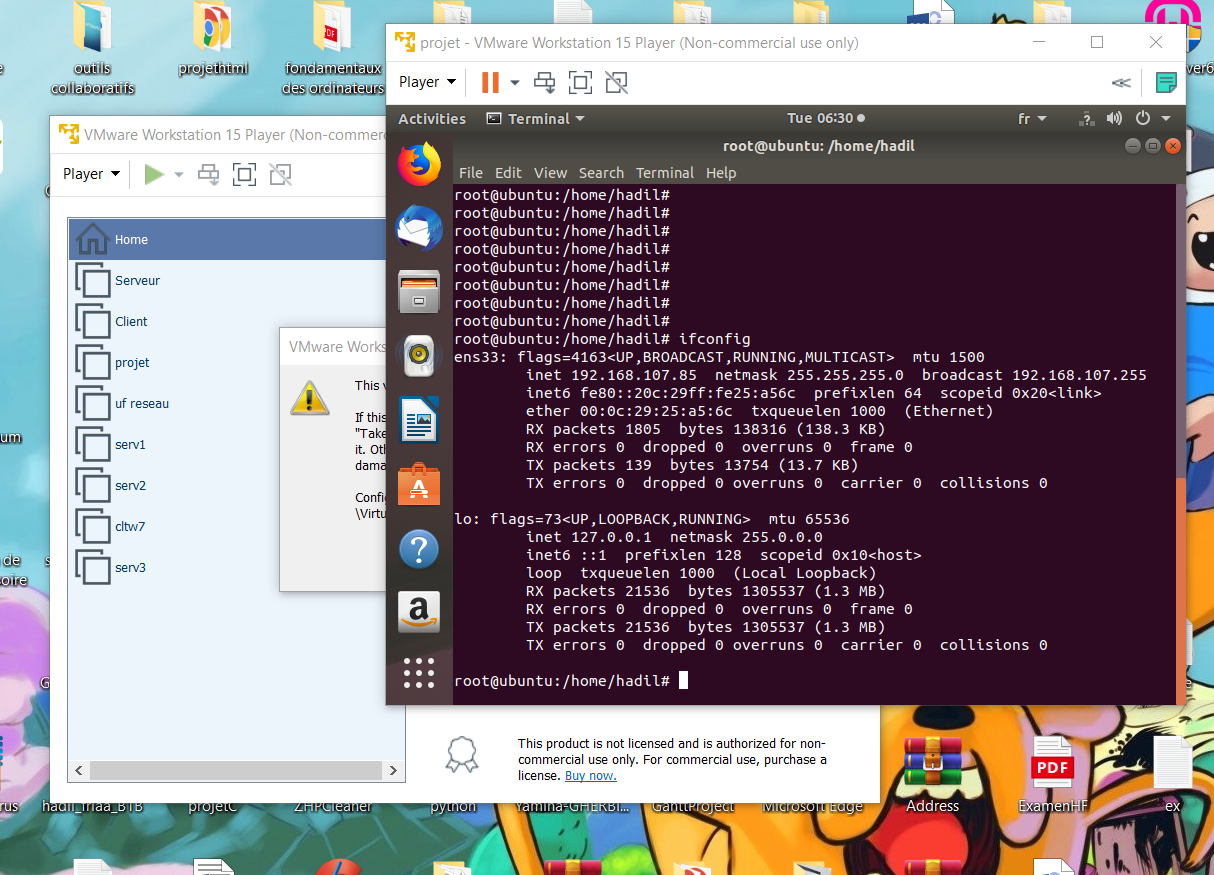 outils
collaboratifs
projethtml
fondamentaux
des ordinateurs
projet - VMware Workstation 15 Player (Non-commercial use only)
Player
Activities
Terminal
Tue 06:30
fr
root@ubuntu: /home/hadil
File Edit View Search Terminal Help
root@ubuntu:/home/hadil#
root@ubuntu:/home/hadil#
root@ubuntu:/home/hadil#
root@ubuntu:/home/hadil#
root@ubuntu:/home/hadil#
root@ubuntu:/home/hadil#
root@ubuntu:/home/hadil#
root@ubuntu:/home/hadil#
root@ubuntu:/home/hadil# ifconfig
ens33: flags=4163<UP,BROADCAST,RUNNING,MULTICAST>  mtu 1500
inet 192.168.107.85  netmask 255.255.255.0  broadcast 192.168.107.255
inet6 fe80::20c:29ff:fe25:a56c  prefixlen 64  scopeid 0x20<link>
ether 00:0c:29:25:a5:6c  txqueuelen 1000  (Ethernet)
RX packets 1805  bytes 138316 (138.3 KB)
RX errors 0  dropped 0  overruns 0  frame 0
TX packets 139  bytes 13754 (13.7 KB)
TX errors 0  dropped 0 overruns 0  carrier 0  collisions 0
lo: flags=73<UP,LOOPBACK,RUNNING>  mtu 65536
inet 127.0.0.1  netmask 255.0.0.0
inet6 ::1  prefixlen 128  scopeid 0x10<host>
loop  txqueuelen 1000  (Local Loopback)
RX packets 21536  bytes 1305537 (1.3 MB)
RX errors 0  dropped 0  overruns 0  frame 0
TX packets 21536  bytes 1305537 (1.3 MB)
TX errors 0  dropped 0 overruns 0  carrier 0  collisions 0
root@ubuntu:/home/hadil#
VMware Workstation 15 Player (Non-commer
Player
Home
Serveur
Client
projet
uf reseau
serv1
serv2
cltw7
serv3
VMware Works
This v
If this
"Take
it. Oth
dama
Config
\Virtu
This product is not licensed and is authorized for non-
commercial use only. For commercial use, purchase a
license. Buy now.
ver6
um
de
oire
rus
projetC
ZHPCleaner
python
Yamina-GHERBI...
GanttProject
Microsoft Edge
Address
PDF
ExamenHF
ex